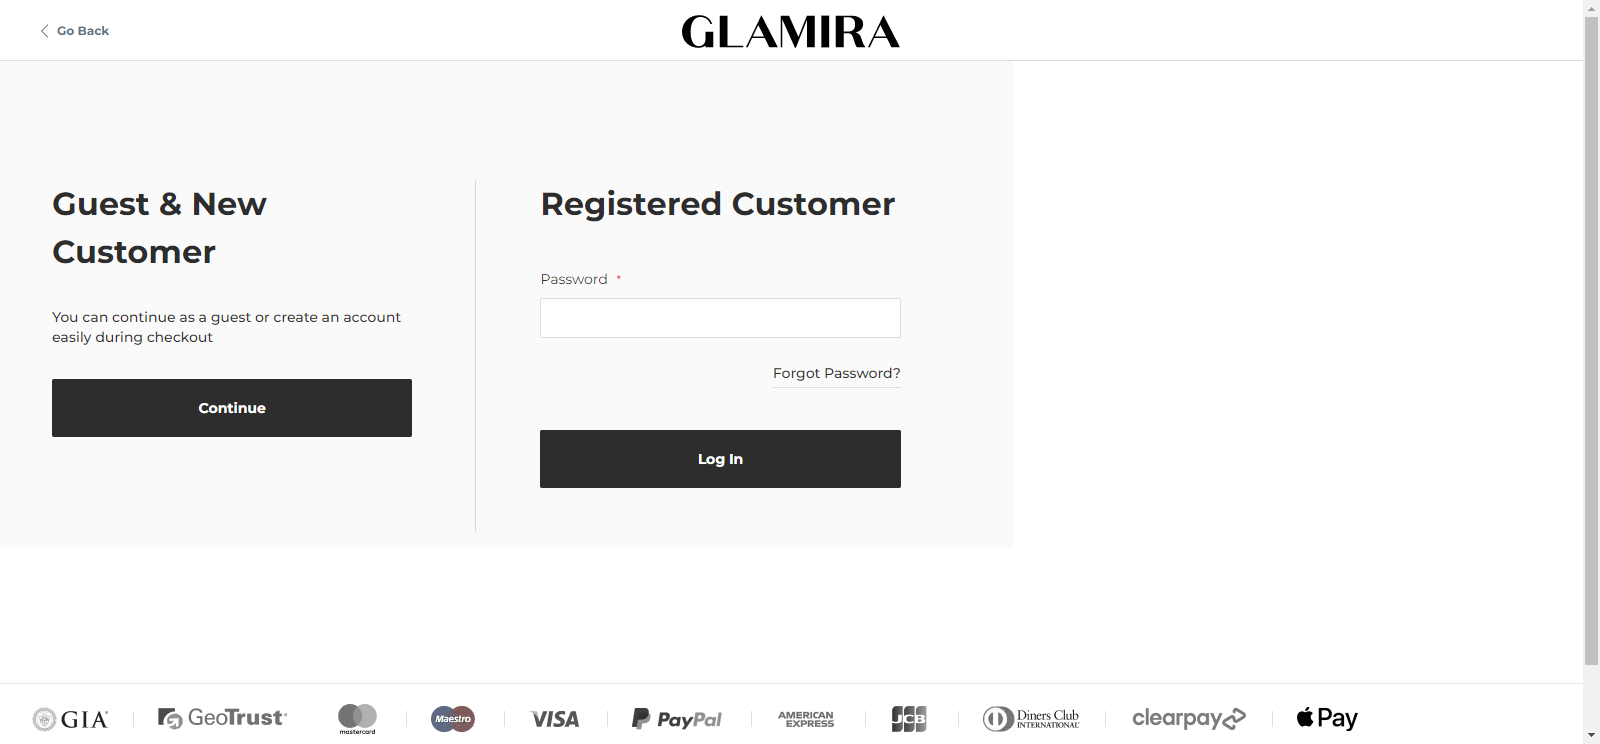 Go Back
GLAMIRA
Guest & New
Customer
You can continue as a guest or create an account
easily during checkout
Continue
Registered Customer
Password *
Forgot Password?
Log In
GIA
GeoTrust
mastercard
Maestro
VISA
PayPal
AMERICAN
EXPRESS
JCB
Diners Club
INTERNATIONAL
clearpay
Pay